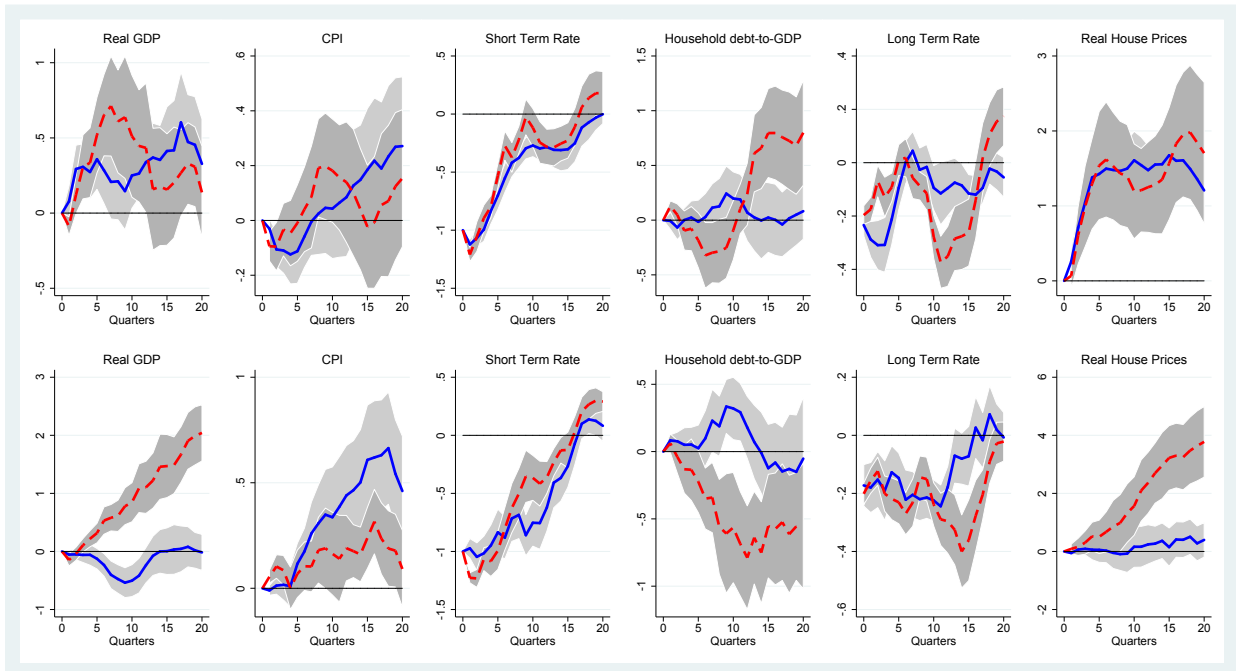 Real GDP
1
.5
0
-.5
0 5 10 15 20
Quarters
CPI
.6
.4
.2
0
-.2
0 5 10 15 20
Quarters
Short Term Rate
.5
0
-.5
-1
-1.5
0 5 10 15 20
Quarters
Household debt-to-GDP
1.5
1
.5
0
-.5
0 5 10 15 20
Quarters
Long Term Rate
.4
.2
0
-.2
-.4
0 5 10 15 20
Quarters
Real House Prices
3
2
1
0
0 5 10 15 20
Quarters
Real GDP
3
2
1
0
-1
0 5 10 15 20
Quarters
CPI
1
.5
0
0 5 10 15 20
Quarters
Short Term Rate
.5
0
-.5
-1
-1.5
0 5 10 15 20
Quarters
Household debt-to-GDP
.5
0
-.5
-1
0 5 10 15 20
Quarters
Long Term Rate
.2
0
-.2
-.4
-.6
0 5 10 15 20
Quarters
Real House Prices
6
4
2
0
-2
0 5 10 15 20
Quarters